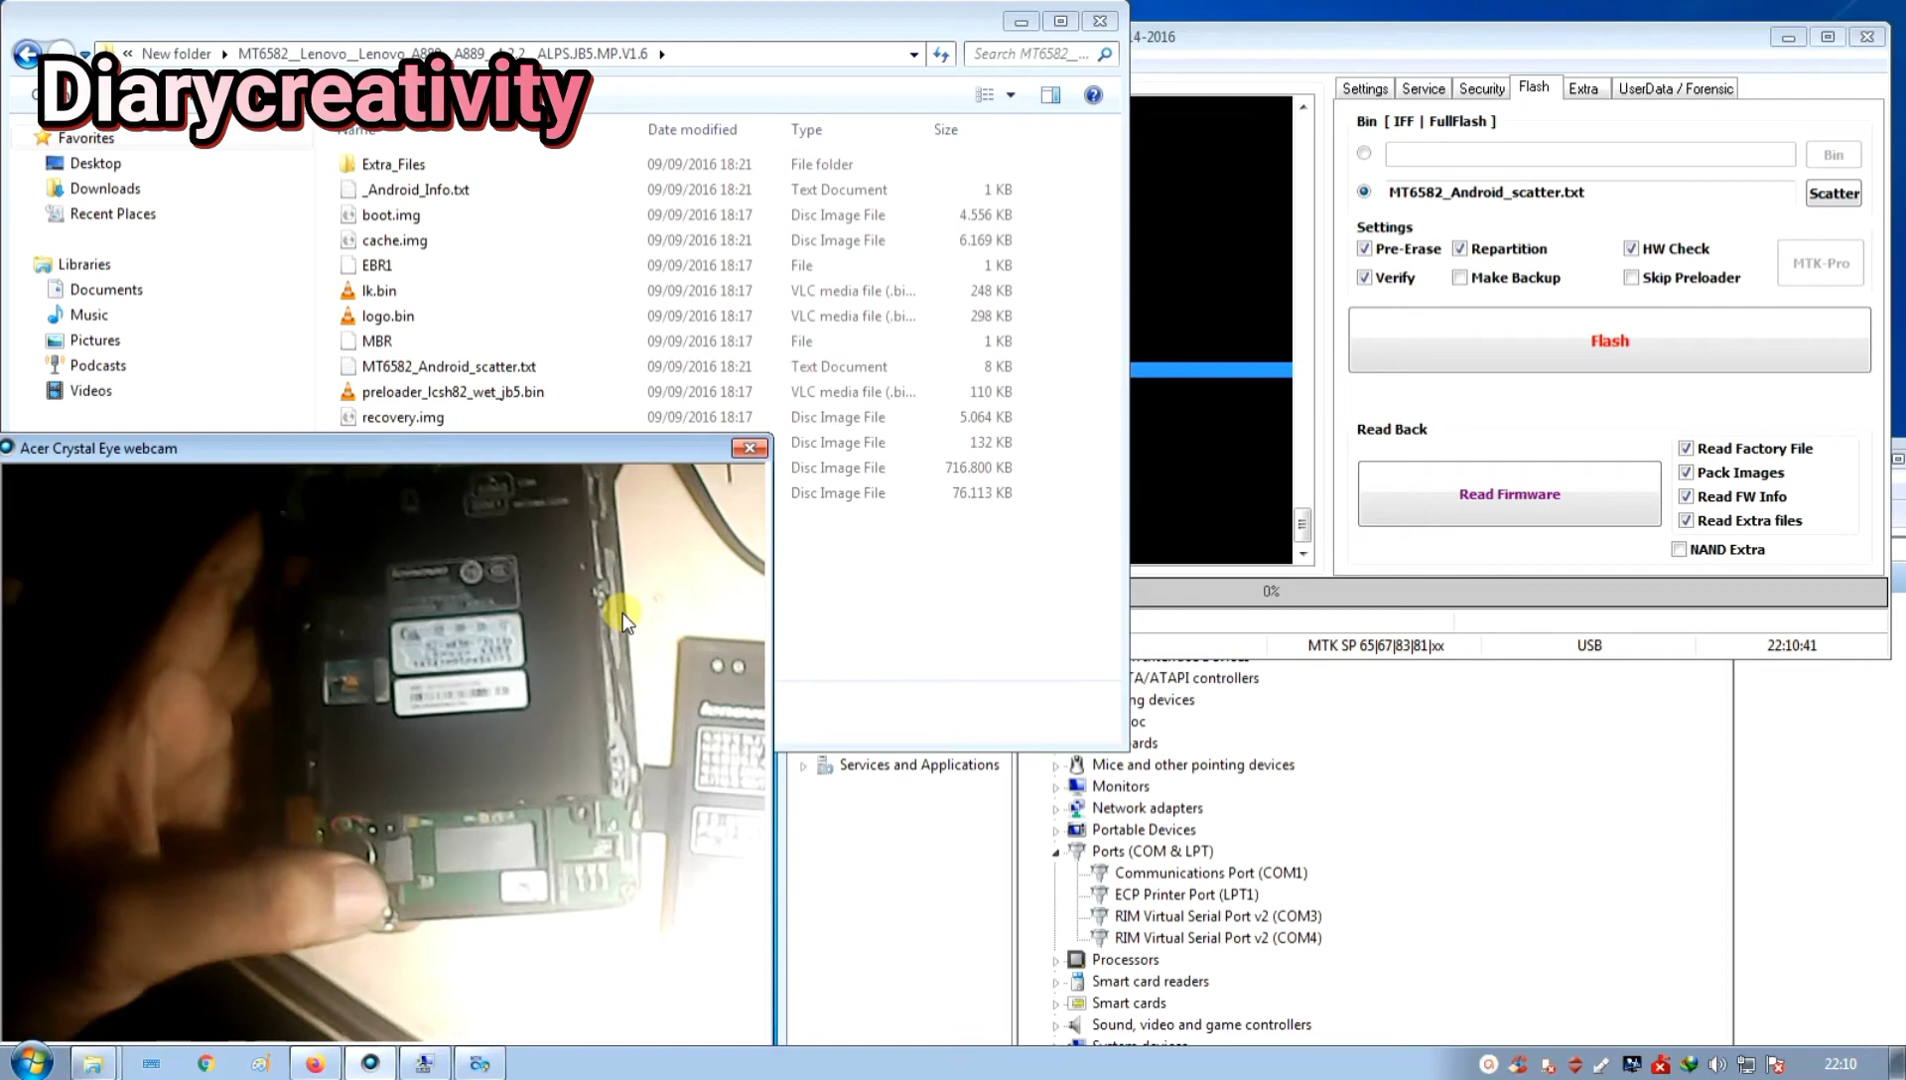 Diarycreativity
« New folder ▸ MT6582__Lenovo__Lenovo_A889__A889__4.2.2__ALPS.JB5.MP.V1.6 ▸
Search MT6582__...
Date modified Type Size
Favorites
Desktop
Downloads
Recent Places
Libraries
Documents
Music
Pictures
Podcasts
Videos
Extra_Files 09/09/2016 18:21 File folder
_Android_Info.txt 09/09/2016 18:21 Text Document 1 KB
boot.img 09/09/2016 18:17 Disc Image File 4.556 KB
cache.img 09/09/2016 18:21 Disc Image File 6.169 KB
EBR1 09/09/2016 18:17 File 1 KB
lk.bin 09/09/2016 18:17 VLC media file (.bi... 248 KB
logo.bin 09/09/2016 18:17 VLC media file (.bi... 298 KB
MBR 09/09/2016 18:17 File 1 KB
MT6582_Android_scatter.txt 09/09/2016 18:21 Text Document 8 KB
preloader_lcsh82_wet_jb5.bin 09/09/2016 18:17 VLC media file (.bi... 110 KB
recovery.img 09/09/2016 18:17 Disc Image File 5.064 KB
Disc Image File 132 KB
Disc Image File 716.800 KB
Disc Image File 76.113 KB
Acer Crystal Eye webcam
14-2016
Settings Service Security Flash Extra UserData / Forensic
Bin [ IFF | FullFlash ]
Bin
MT6582_Android_scatter.txt Scatter
Settings
Pre-Erase Repartition HW Check MTK-Pro
Verify Make Backup Skip Preloader
Flash
Read Back
Read Firmware
Read Factory File
Pack Images
Read FW Info
Read Extra files
NAND Extra
0%
MTK SP 65|67|83|81|xx USB 22:10:41
Services and Applications
TA/ATAPI controllers
ng devices
oc
ards
Mice and other pointing devices
Monitors
Network adapters
Portable Devices
Ports (COM & LPT)
Communications Port (COM1)
ECP Printer Port (LPT1)
RIM Virtual Serial Port v2 (COM3)
RIM Virtual Serial Port v2 (COM4)
Processors
Smart card readers
Smart cards
Sound, video and game controllers
22:10